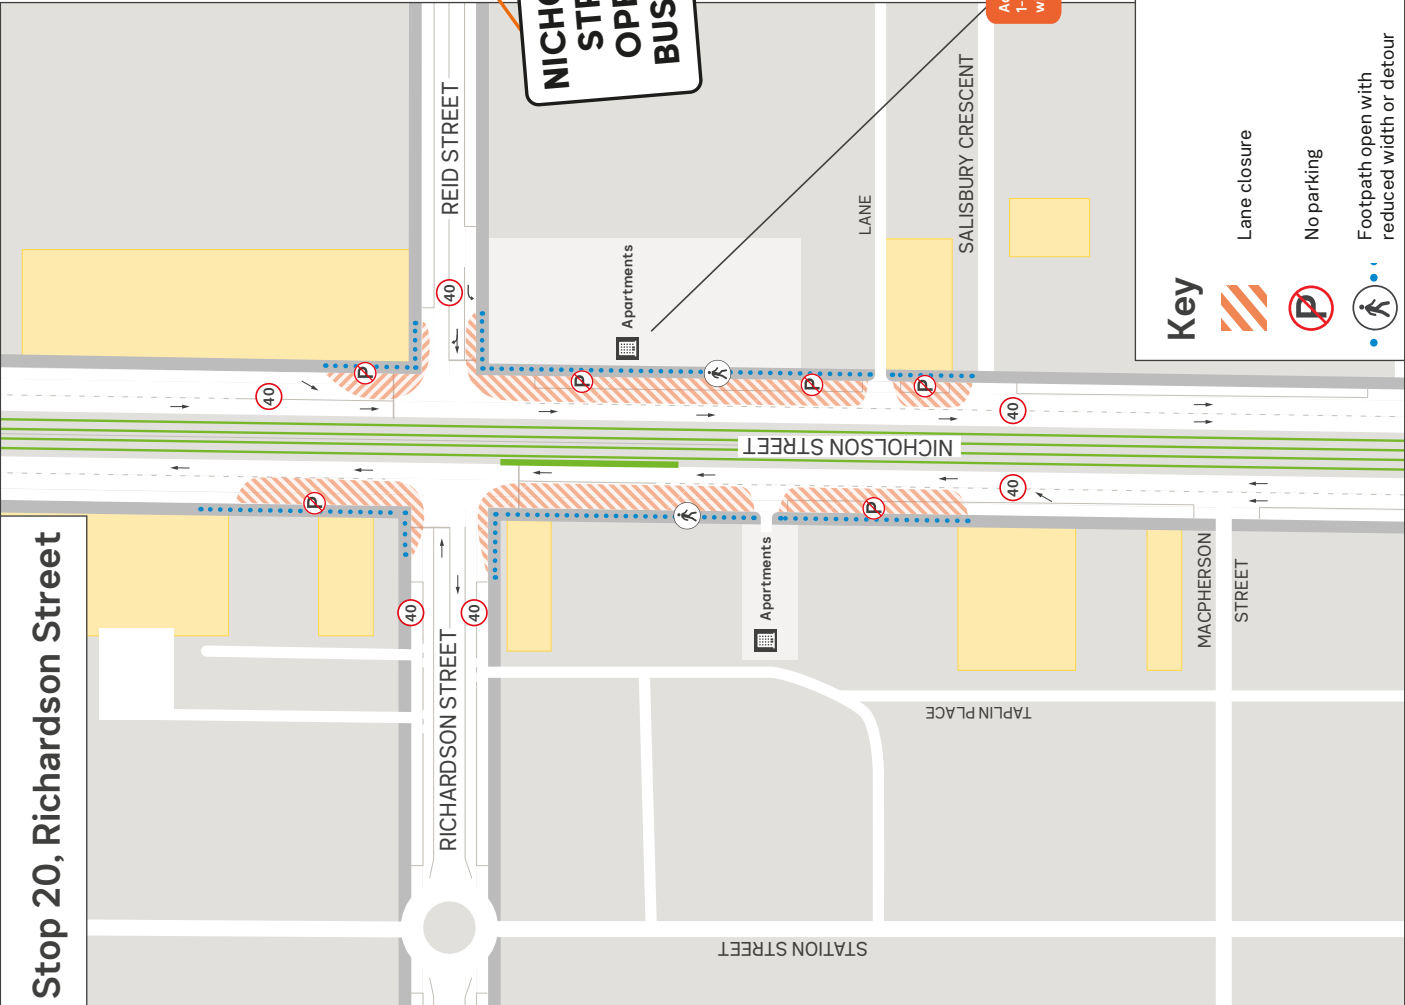 Stop 20, Richardson Street
REID STREET
40
40
P
P
P
P
40
Apartments
LANE
SALISBURY CRESCENT
NICHOLSON STREET
40
P
P
40
40
RICHARDSON STREET
Apartments
MACPHERSON
STREET
TAPLIN PLACE
STATION STREET
Key
Lane closure
P
No parking
Footpath open with
reduced width or detour